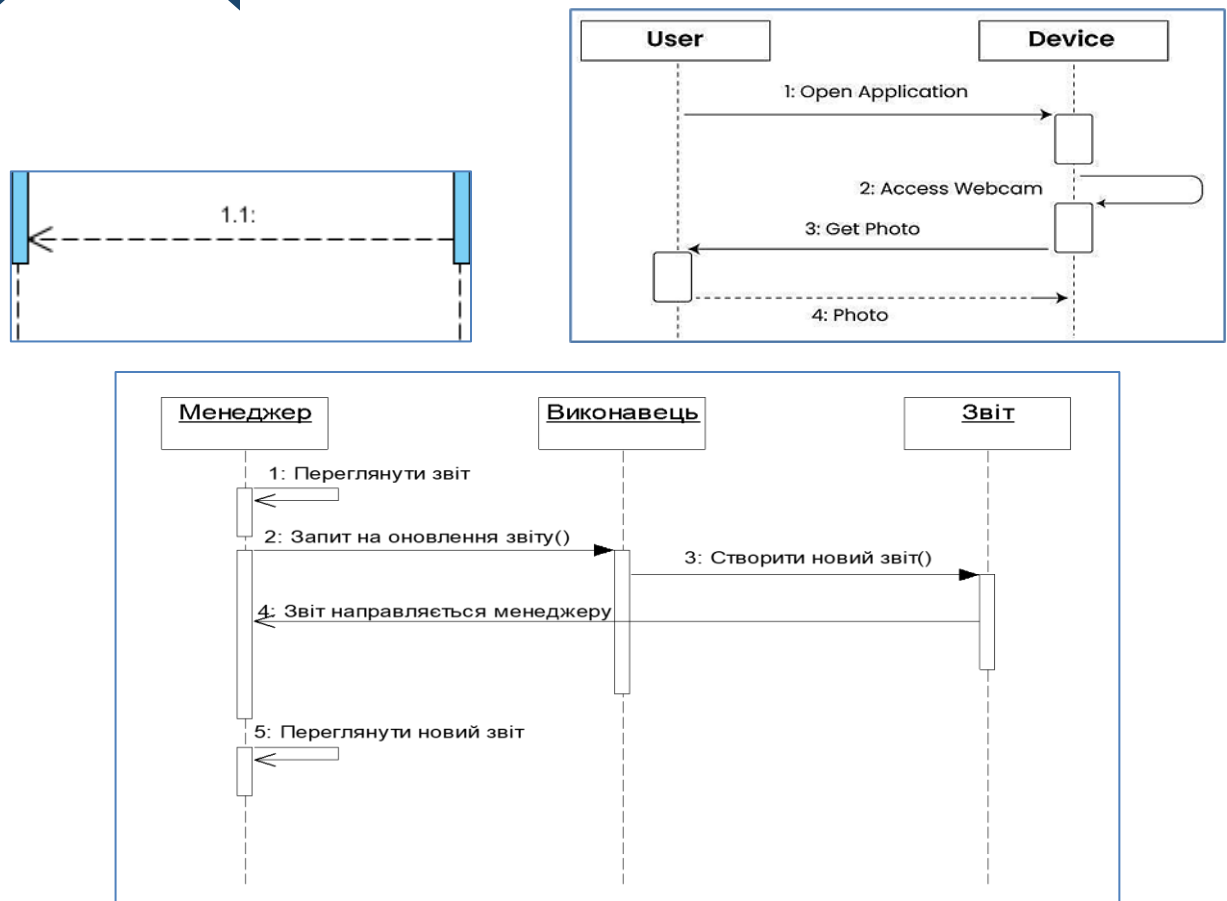 User
Device
1: Open Application
2: Access Webcam
3: Get Photo
4: Photo
1.1:
Менеджер
Виконавець
Звіт
1: Переглянути звіт
2: Запит на оновлення звіту()
3: Створити новий звіт()
4: Звіт направляється менеджеру
5: Переглянути новий звіт